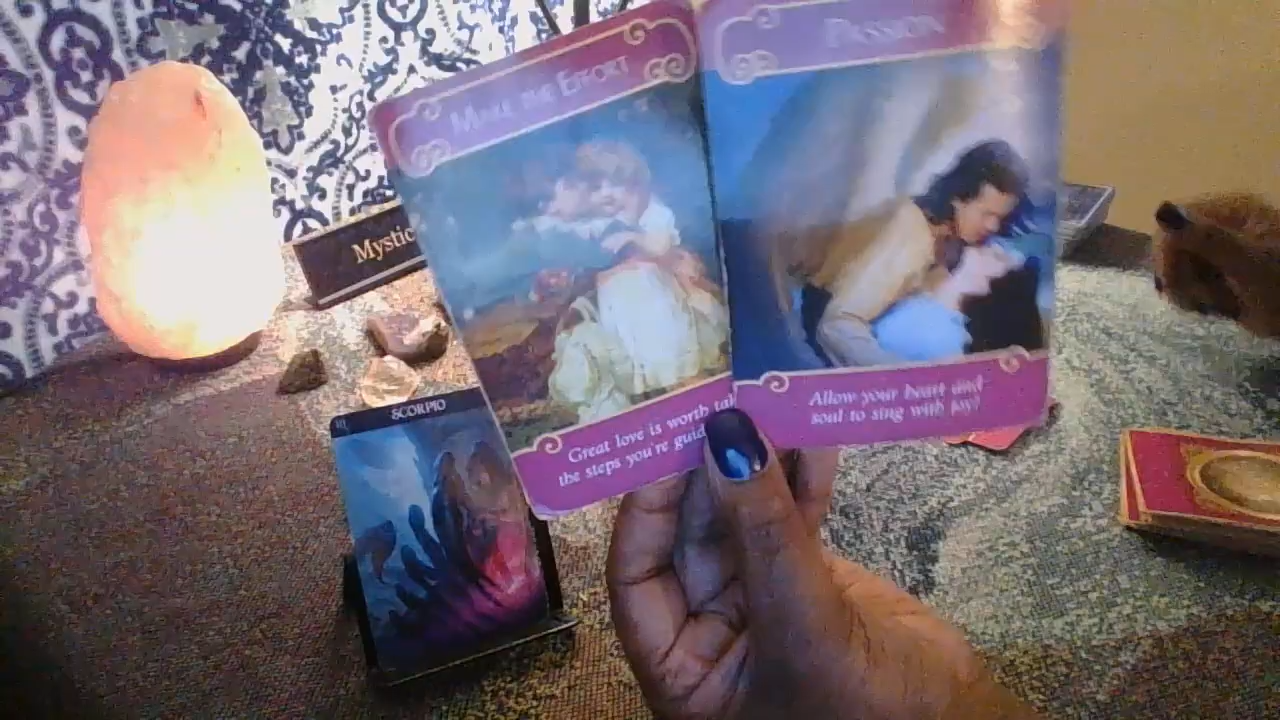 MAKE THE EFFORT
PASSION
Mystic
Great love is worth
the steps you're
Allow your heart and
soul to sing with joy!
SCORPIO